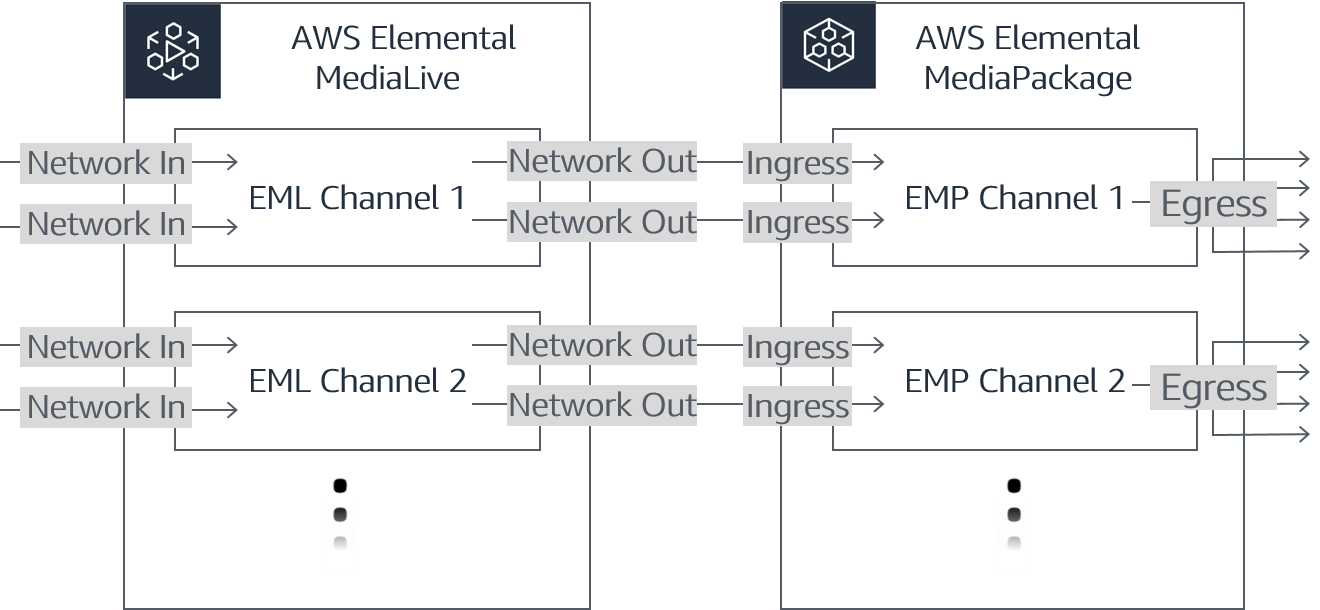 AWS Elemental
MediaLive
AWS Elemental
MediaPackage
Network In
Network In
EML Channel 1
Network Out
Network Out
Ingress
Ingress
EMP Channel 1
Egress
Network In
Network In
EML Channel 2
Network Out
Network Out
Ingress
Ingress
EMP Channel 2
Egress